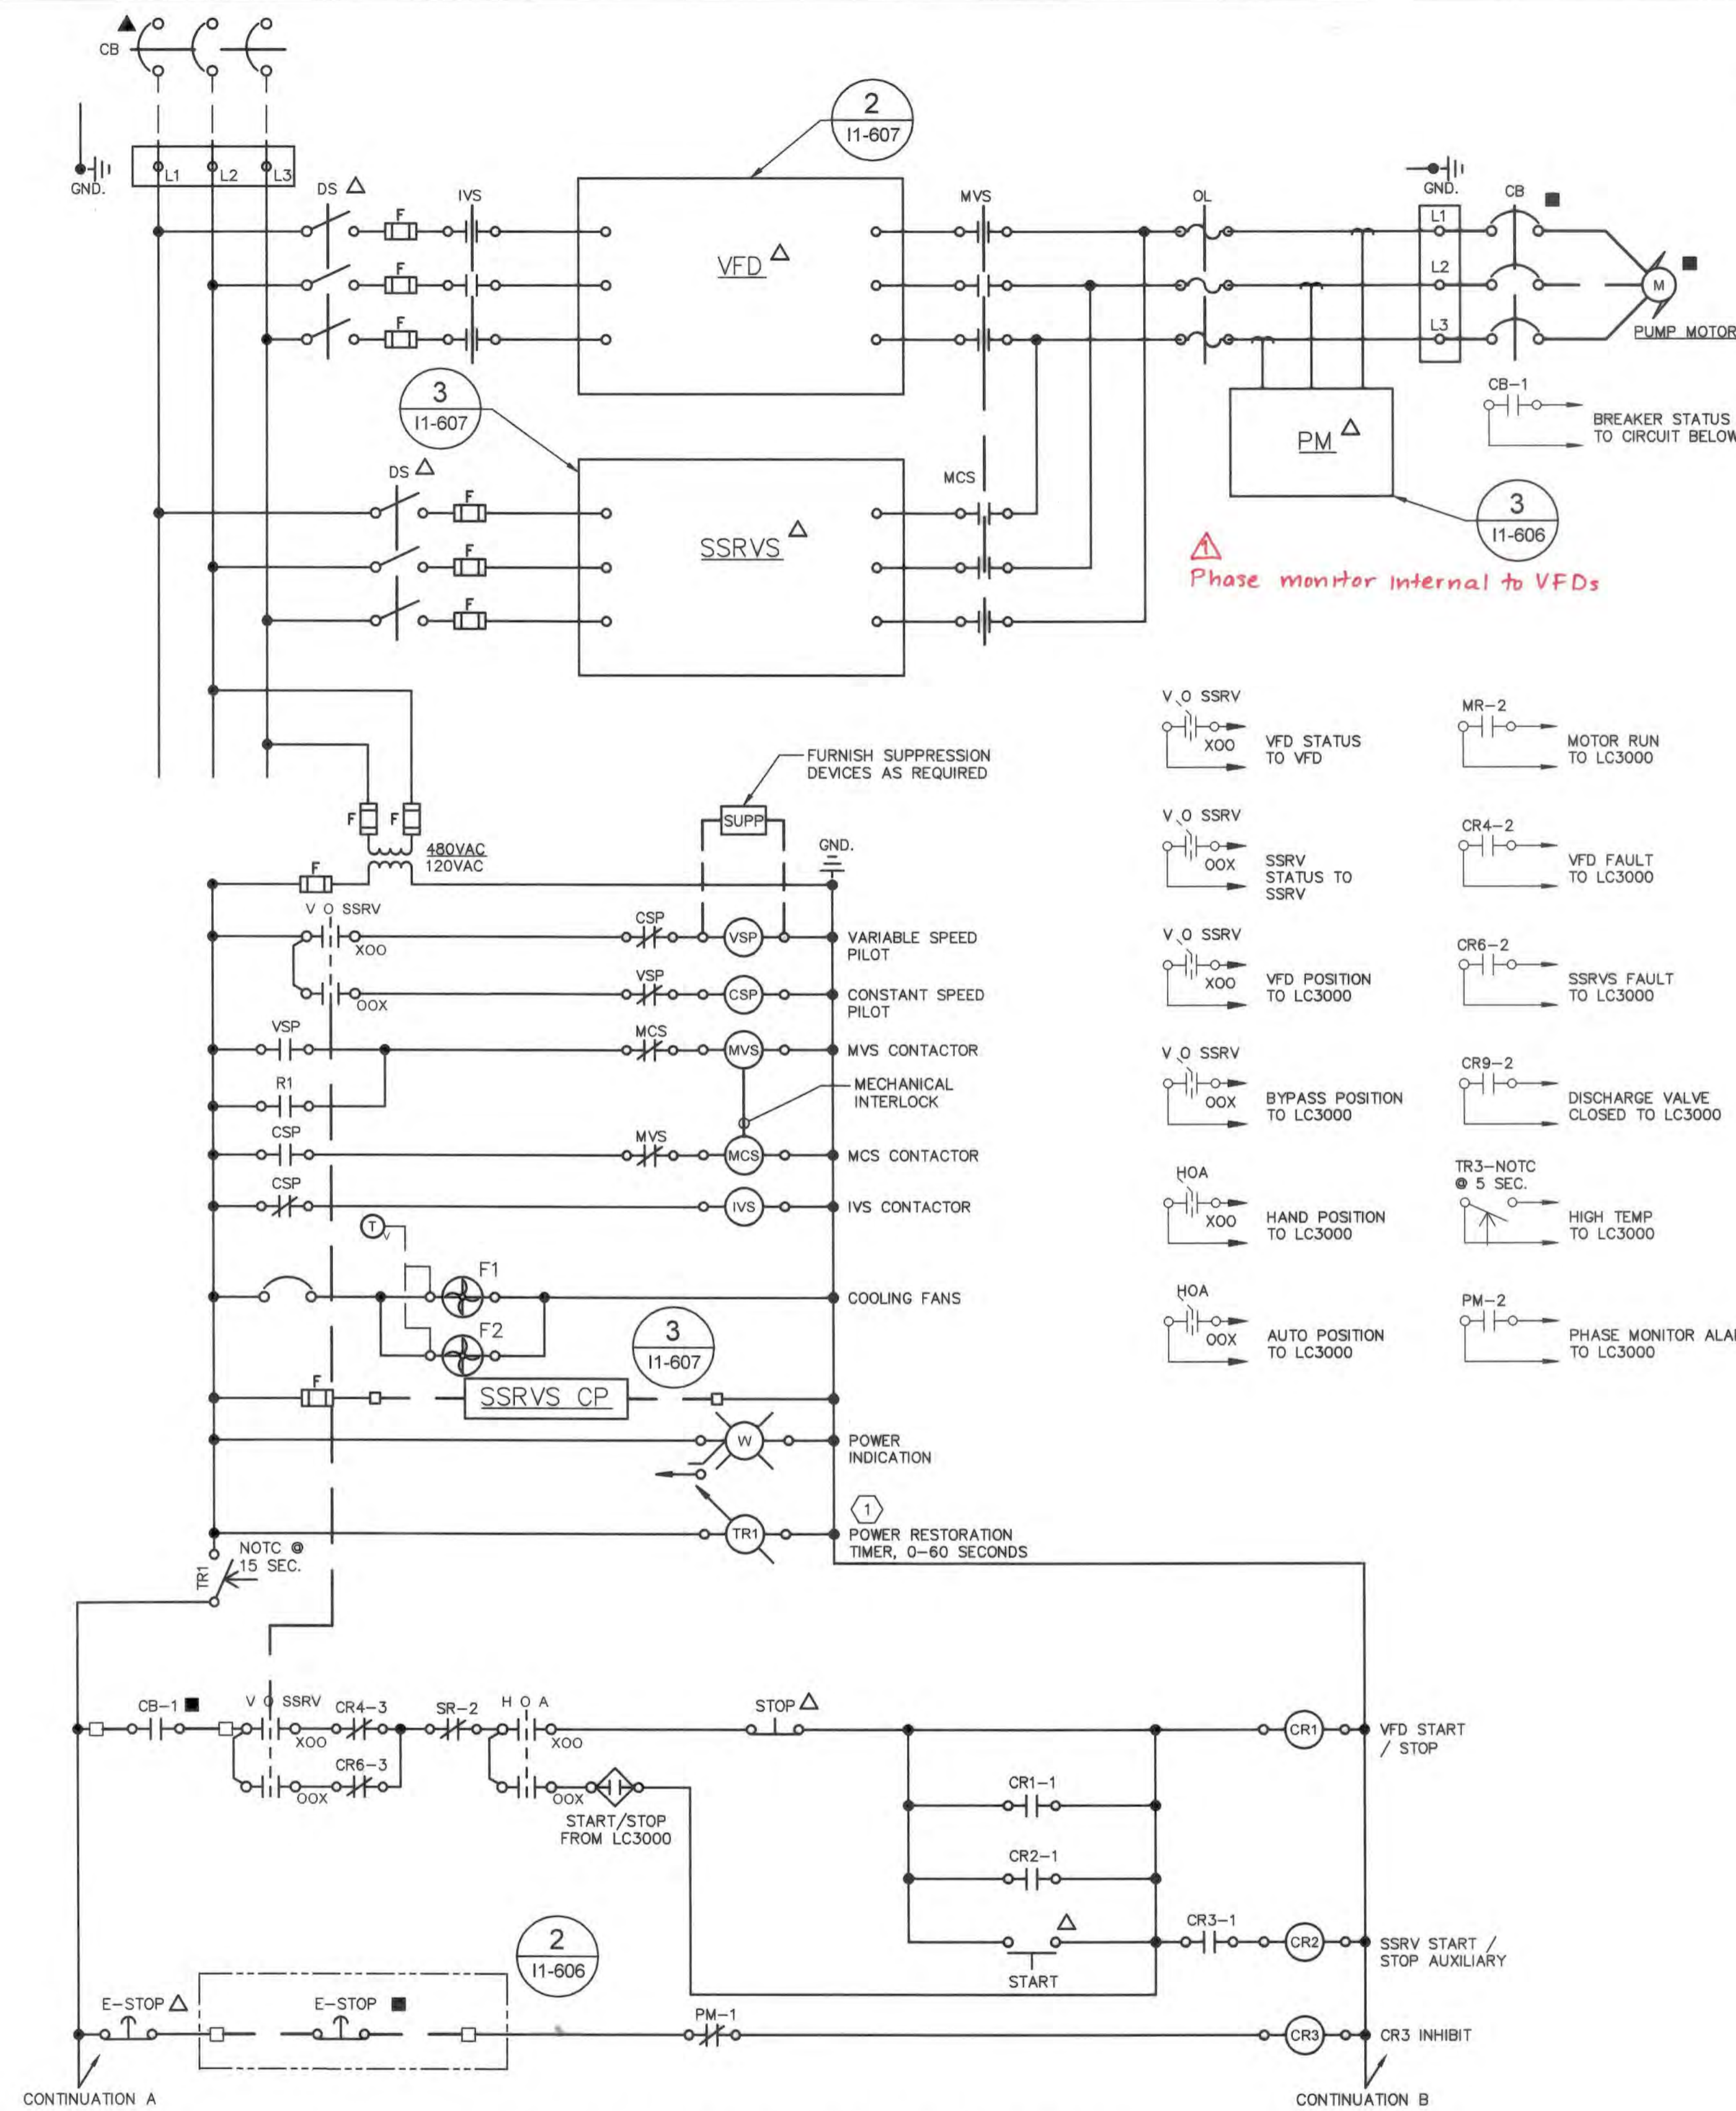 CB
GND.
L1
L2
L3
DS
F
F
F
IVS
VFD
2
I1-607
MVS
OL
GND.
L1
L2
L3
CB
M
PUMP MOTOR
CB-1
BREAKER STATUS
TO CIRCUIT BELOW
PM
3
I1-606
1
Phase monitor internal to VFDs
3
I1-607
DS
F
F
F
SSRVS
MCS
F
F
480VAC
120VAC
F
FURNISH SUPPRESSION
DEVICES AS REQUIRED
SUPP
GND.
V O SSRV
XOO
CSP
VSP
VARIABLE SPEED
PILOT
OOX
VSP
CSP
CONSTANT SPEED
PILOT
VSP
MCS
MVS
MVS CONTACTOR
R1
MECHANICAL
INTERLOCK
CSP
MVS
MCS
MCS CONTACTOR
CSP
IVS
IVS CONTACTOR
T
V
F1
F2
COOLING FANS
3
I1-607
F
SSRVS CP
W
POWER
INDICATION
1
TR1
POWER RESTORATION
TIMER, 0-60 SECONDS
TR1
NOTC @
15 SEC.
V O SSRV
XOO
VFD STATUS
TO VFD
V O SSRV
OOX
SSRV
STATUS TO
SSRV
V O SSRV
XOO
VFD POSITION
TO LC3000
V O SSRV
OOX
BYPASS POSITION
TO LC3000
HOA
XOO
HAND POSITION
TO LC3000
HOA
OOX
AUTO POSITION
TO LC3000
MR-2
MOTOR RUN
TO LC3000
CR4-2
VFD FAULT
TO LC3000
CR6-2
SSRVS FAULT
TO LC3000
CR9-2
DISCHARGE VALVE
CLOSED TO LC3000
TR3-NOTC
@ 5 SEC.
HIGH TEMP
TO LC3000
PM-2
PHASE MONITOR
TO LC3000
CB-1
V O SSRV
XOO
CR4-3
SR-2
H O A
XOO
STOP
CR1
VFD START
/ STOP
OOX
CR6-3
OOX
START/STOP
FROM LC3000
CR1-1
CR2-1
START
CR3-1
CR2
SSRV START /
STOP AUXILIARY
2
I1-606
E-STOP
E-STOP
PM-1
CR3
CR3 INHIBIT
CONTINUATION A
CONTINUATION B